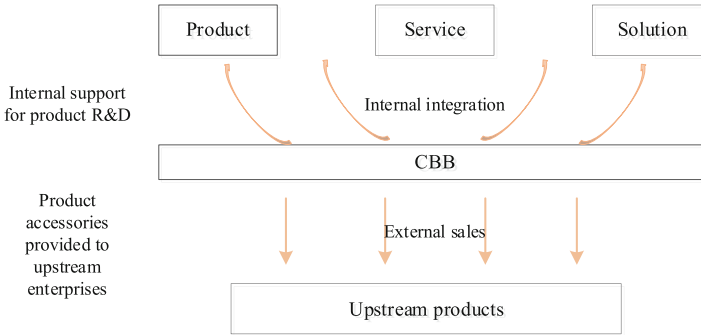 Product
Service
Solution
Internal support
for product R&D
Internal integration
CBB
Product
accessories
provided to
upstream
enterprises
External sales
Upstream products